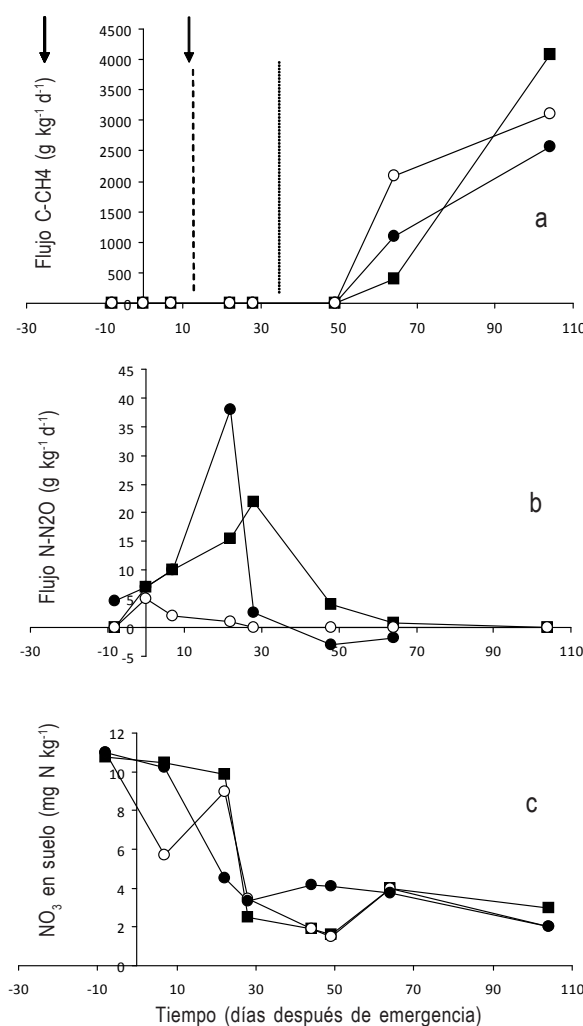 4500
4000
3500
3000
2500
2000
1500
1000
500
0
Flujo C-CH4 (g kg⁻¹ d⁻¹)
a
-30 -10 10 30 50 70 90 110
45
40
35
30
25
20
15
10
5
0
-5
Flujo N-N2O (g kg⁻¹ d⁻¹)
b
-30 -10 10 30 50 70 90 110
12
10
8
6
4
2
0
NO₃ en suelo (mg N kg⁻¹)
c
-30 -10 10 30 50 70 90 110
Tiempo (días después de emergencia)